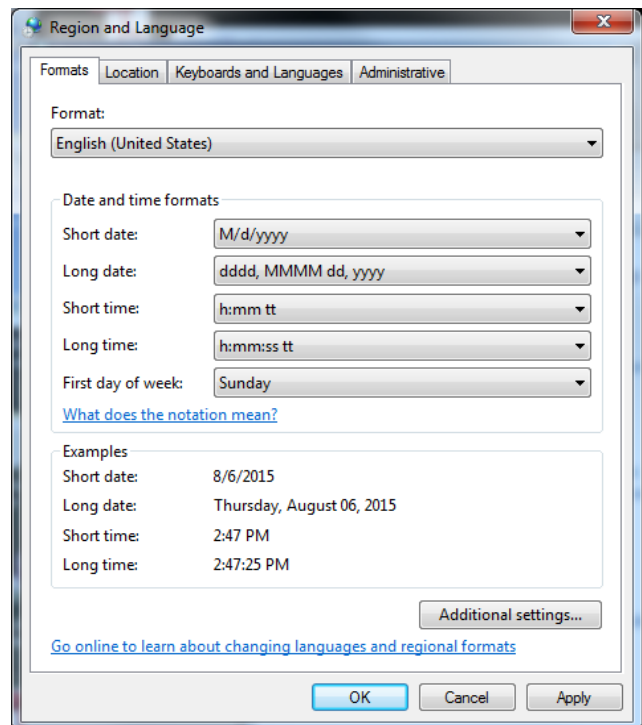 Region and Language
Formats Location Keyboards and Languages Administrative
Format:
English (United States)
Date and time formats
Short date: M/d/yyyy
Long date: dddd, MMMM dd, yyyy
Short time: h:mm tt
Long time: h:mm:ss tt
First day of week: Sunday
What does the notation mean?
Examples
Short date: 8/6/2015
Long date: Thursday, August 06, 2015
Short time: 2:47 PM
Long time: 2:47:25 PM
Additional settings...
Go online to learn about changing languages and regional formats
OK Cancel Apply